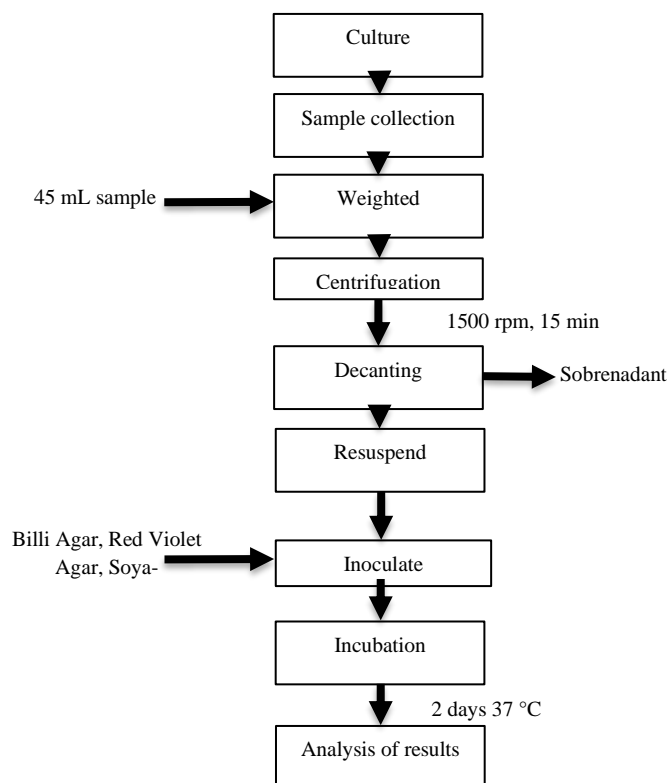 Culture
Sample collection
45 mL sample
Weighted
Centrifugation
1500 rpm, 15 min
Decanting
Sobrenadant
Resuspend
Billi Agar, Red Violet
Agar, Soya-
Inoculate
Incubation
2 days 37 °C
Analysis of results